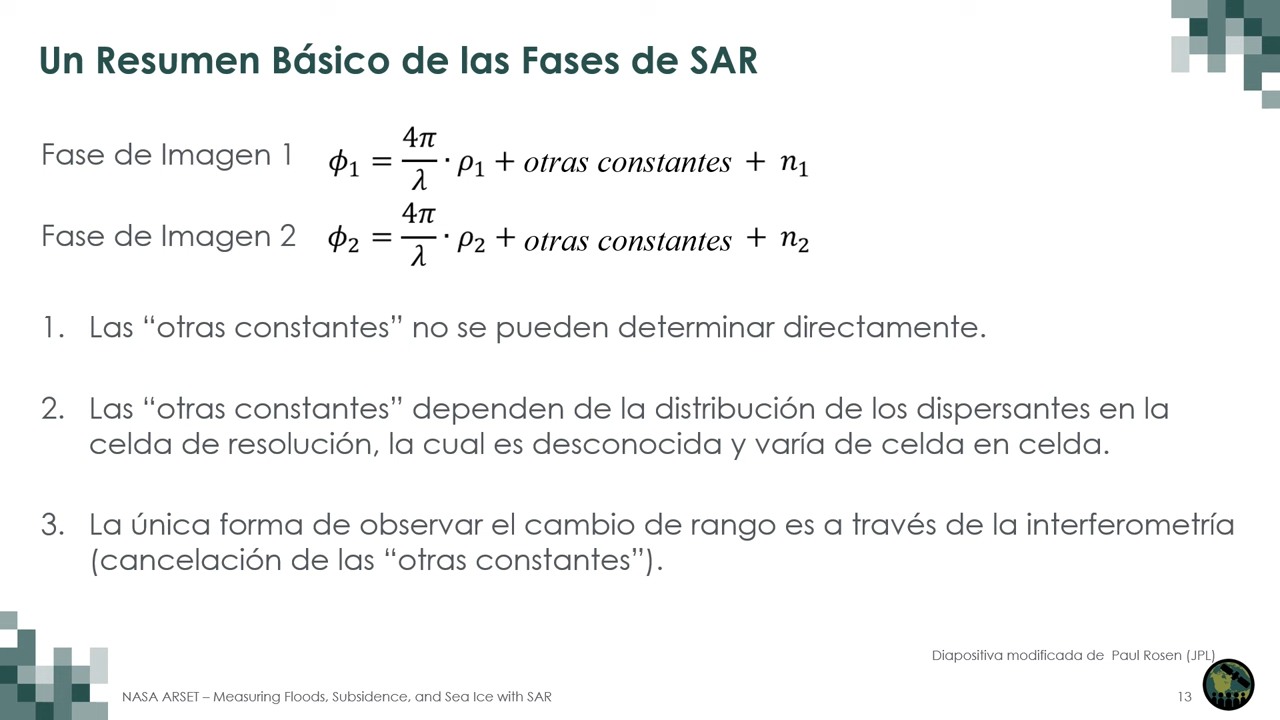 Un Resumen Básico de las Fases de SAR
Fase de Imagen 1 ϕ₁ = 4π/λ · ρ₁ + otras constantes + n₁
Fase de Imagen 2 ϕ₂ = 4π/λ · ρ₂ + otras constantes + n₂
1. Las “otras constantes” no se pueden determinar directamente.
2. Las “otras constantes” dependen de la distribución de los dispersantes en la
celda de resolución, la cual es desconocida y varía de celda en celda.
3. La única forma de observar el cambio de rango es a través de la interferometría
(cancelación de las “otras constantes”).
Diapositiva modificada de Paul Rosen (JPL)
NASA ARSET – Measuring Floods, Subsidence, and Sea Ice with SAR 13